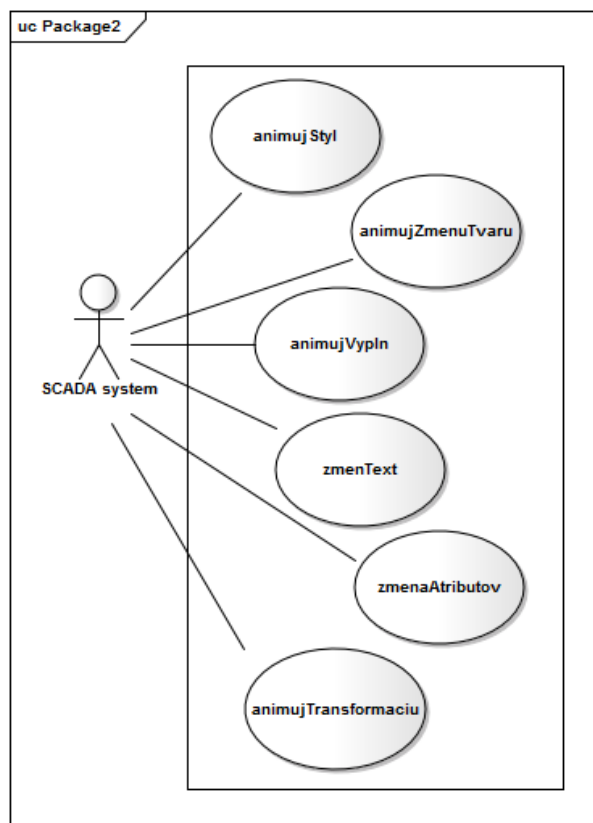 uc Package2
animujStyl
animujZmenuTvaru
animujVypln
SCADA system
zmenText
zmenaAtributov
animujTransformaciu